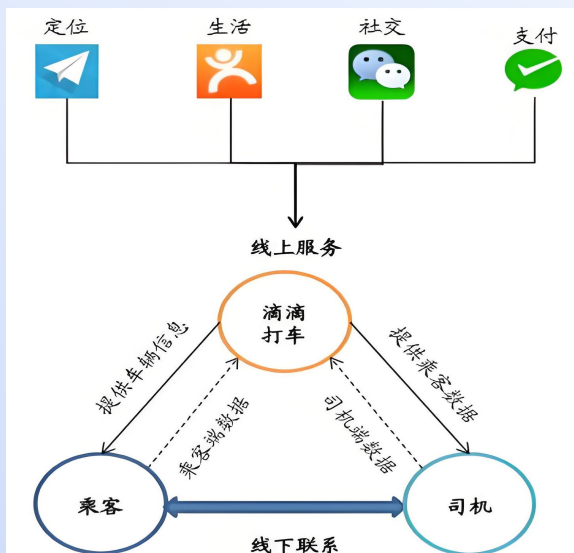 定位
生活
社交
支付
线上服务
滴滴
打车
提供车辆信息
乘客端数据
司机端数据
提供乘客数据
乘客
司机
线下联系